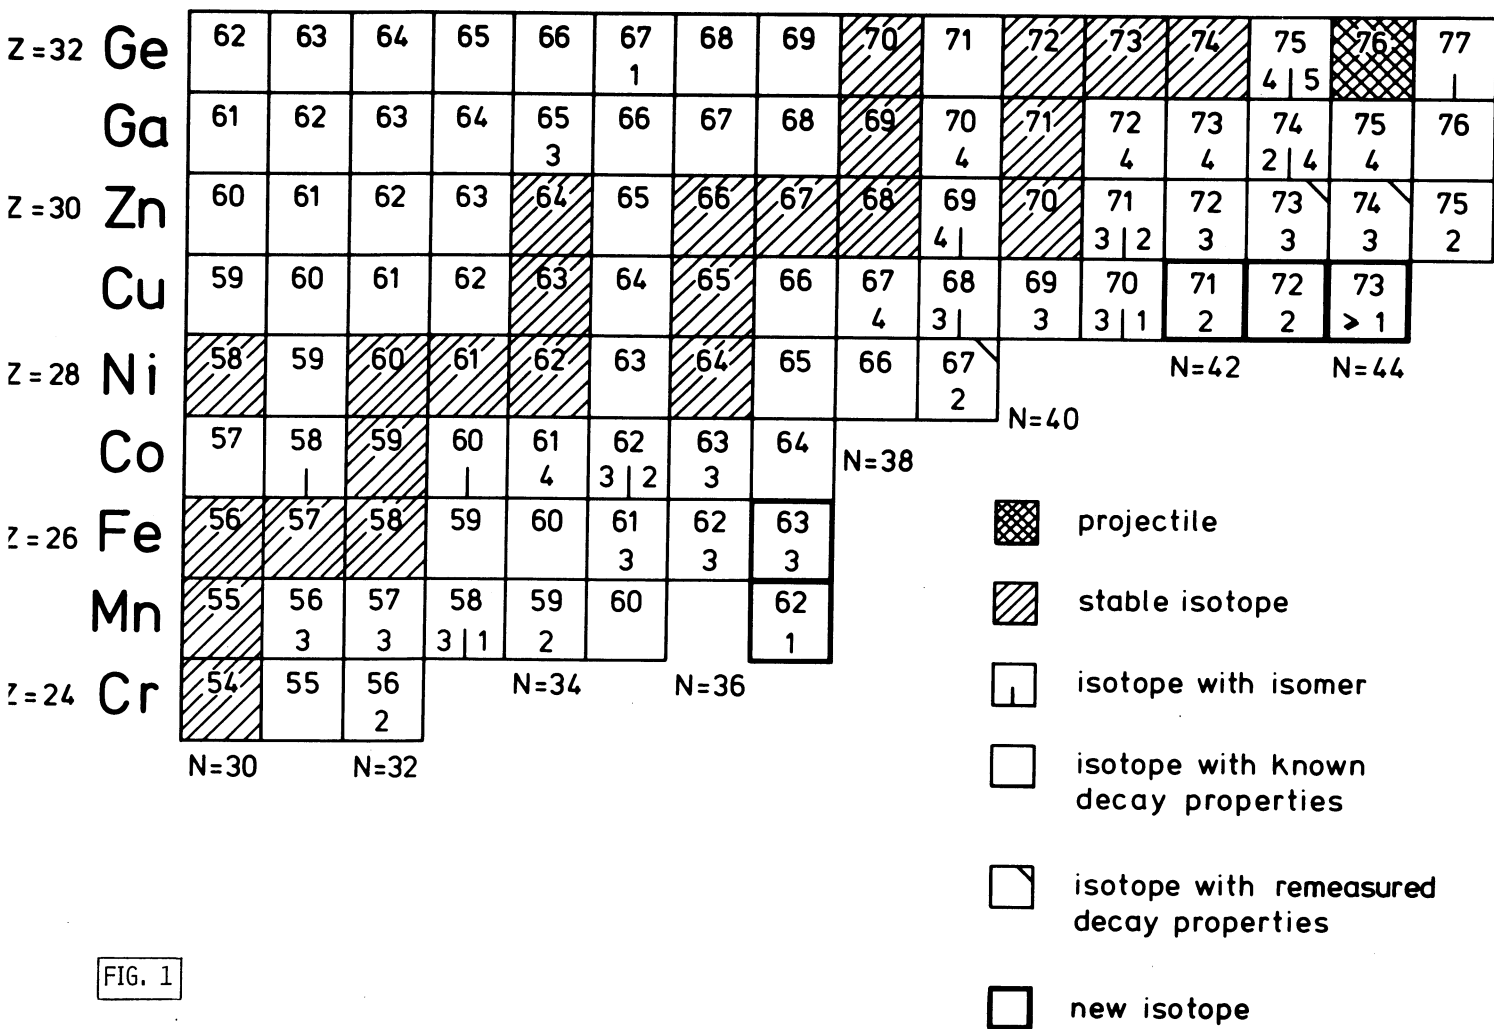 Z=32 Ge 62 63 64 65 66 67 68 69 70 71 72 73 74 75 76 77
1 4 5
Ga 61 62 63 64 65 66 67 68 69 70 71 72 73 74 75 76
3 4 4 4 2 4 4
Z=30 Zn 60 61 62 63 64 65 66 67 68 69 70 71 72 73 74 75
4 3 2 3 3 3 2
Cu 59 60 61 62 63 64 65 66 67 68 69 70 71 72 73
4 3 3 3 1 2 2 > 1
Z=28 Ni 58 59 60 61 62 63 64 65 66 67 N=42 N=44
2
N=40
Co 57 58 59 60 61 62 63 64 N=38
4 3 2 3
Z=26 Fe 56 57 58 59 60 61 62 63
3 3 3
Mn 55 56 57 58 59 60 62
3 3 3 1 2 1
Z=24 Cr 54 55 56 N=34 N=36
2
N=30 N=32
projectile
stable isotope
isotope with isomer
isotope with known
decay properties
isotope with remeasured
decay properties
new isotope
FIG. 1